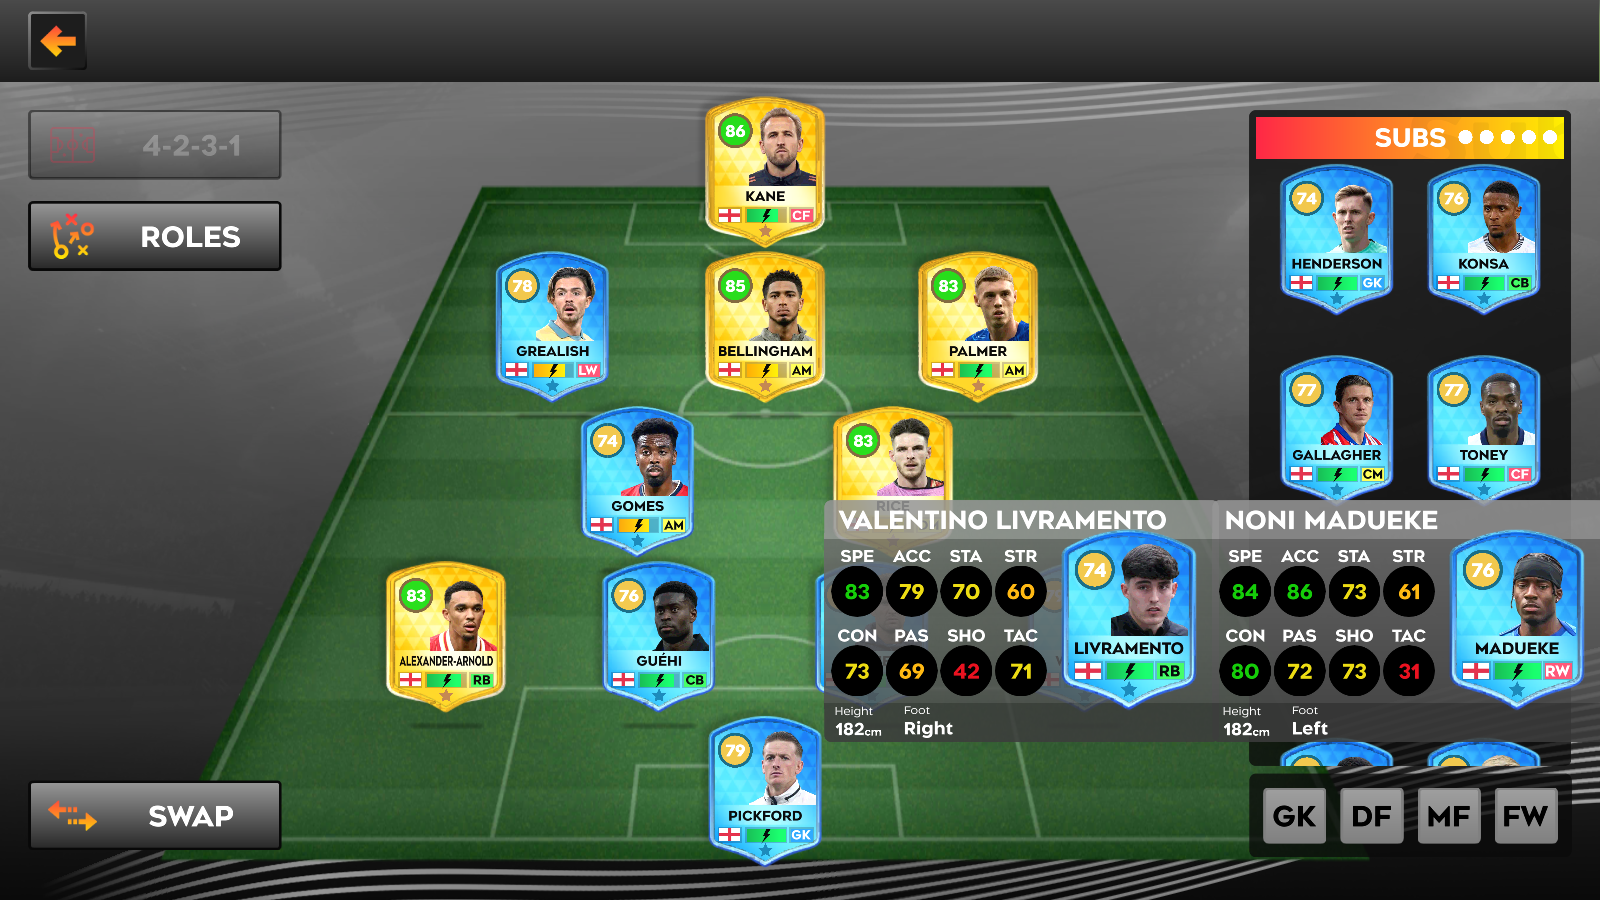 4-2-3-1
ROLES
86
KANE
CF
78
GREALISH
LW
85
BELLINGHAM
AM
83
PALMER
AM
74
GOMES
AM
83
RICE
83
ALEXANDER-ARNOLD
RB
76
GUÉHI
CB
79
PICKFORD
GK
SWAP
SUBS
74
HENDERSON
GK
76
KONSA
CB
77
GALLAGHER
CM
77
TONEY
CF
VALENTINO LIVRAMENTO
SPE ACC STA STR
83 79 70 60
CON PAS SHO TAC
73 69 42 71
Height Foot
182cm Right
74
LIVRAMENTO
RB
NONI MADUEKE
SPE ACC STA STR
84 86 73 61
CON PAS SHO TAC
80 72 73 31
Height Foot
182cm Left
76
MADUEKE
RW
GK DF MF FW